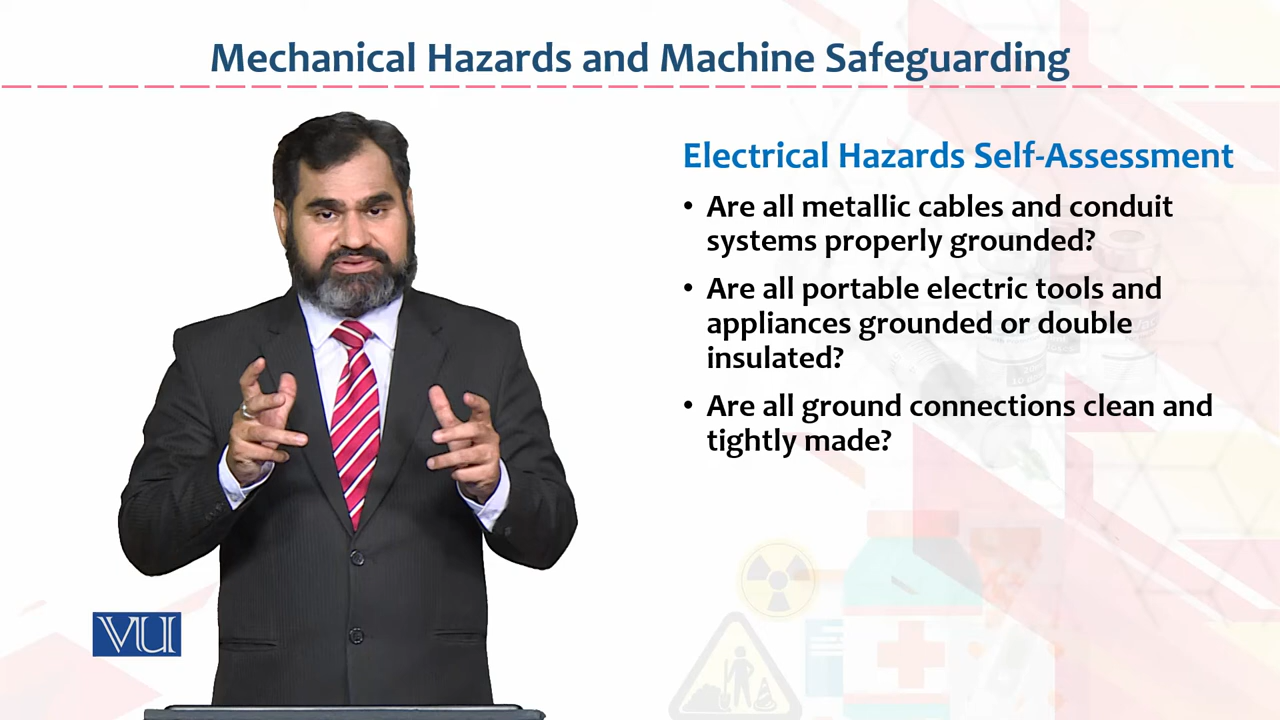 Mechanical Hazards and Machine Safeguarding
Electrical Hazards Self-Assessment
• Are all metallic cables and conduit
systems properly grounded?
• Are all portable electric tools and
appliances grounded or double
insulated?
• Are all ground connections clean and
tightly made?
VU